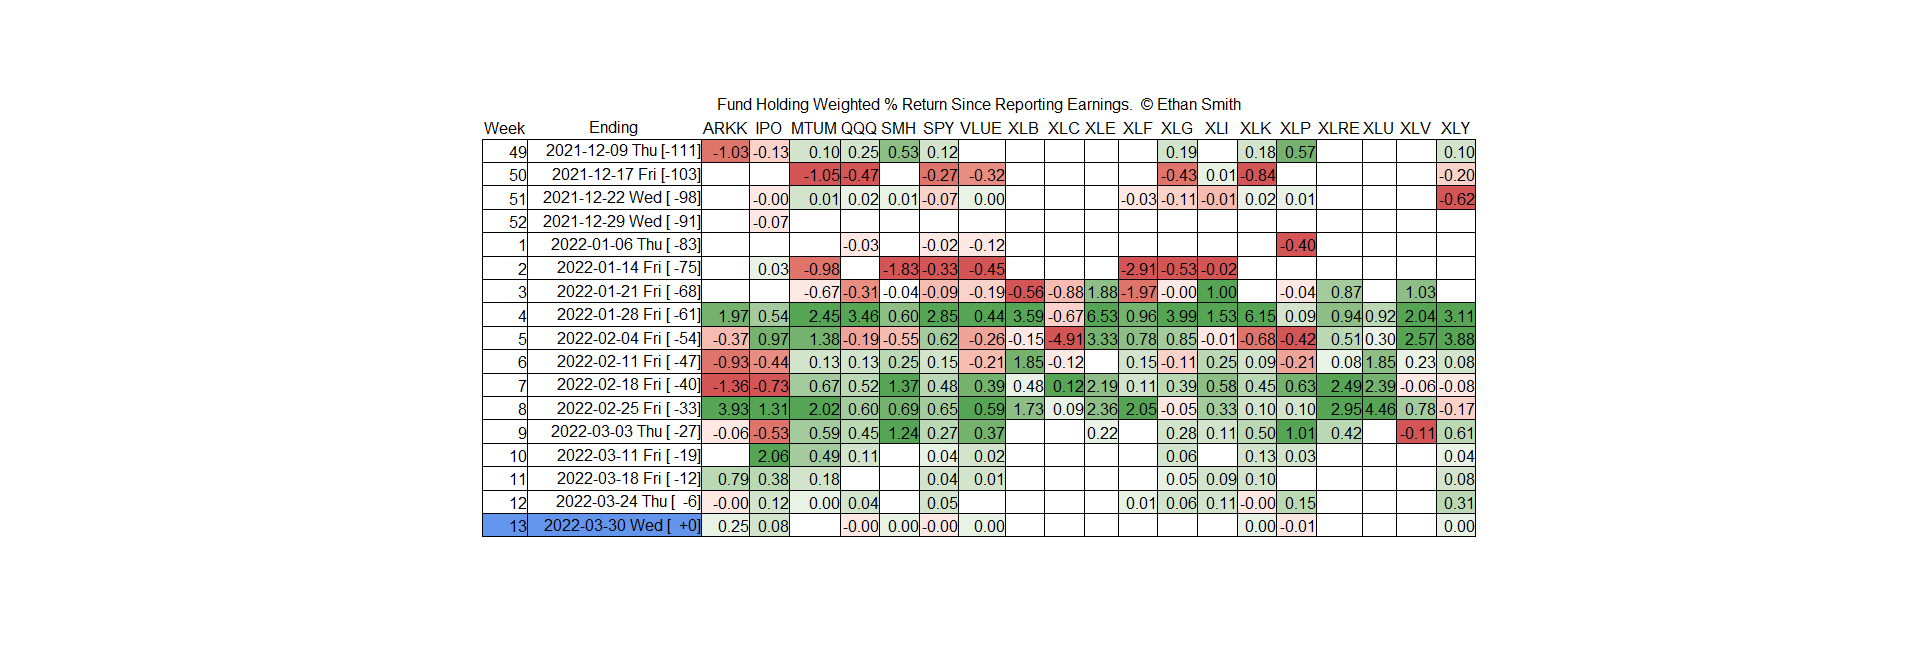 Fund Holding Weighted % Return Since Reporting Earnings. © Ethan Smith
Week Ending ARKK IPO MTUM QQQ SMH SPY VLUE XLB XLC XLE XLF XLG XLI XLK XLP XLRE XLU XLV XLY
49 2021-12-09 Thu [-111] -1.03 -0.13 0.10 0.25 0.53 0.12 0.19 0.18 0.57 0.10
50 2021-12-17 Fri [-103] -1.05 -0.47 -0.27 -0.32 -0.43 0.01 -0.84 -0.20
51 2021-12-22 Wed [ -98] -0.00 0.01 0.02 0.01 -0.07 0.00 -0.03 -0.11 -0.01 0.02 0.01 -0.62
52 2021-12-29 Wed [ -91] -0.07
1 2022-01-06 Thu [ -83] -0.03 -0.02 -0.12 -0.40
2 2022-01-14 Fri [ -75] 0.03 -0.98 -1.83 -0.33 -0.45 -2.91 -0.53 -0.02
3 2022-01-21 Fri [ -68] -0.67 -0.31 -0.04 -0.09 -0.19 -0.56 -0.88 1.88 -1.97 -0.00 1.00 -0.04 0.87 1.03
4 2022-01-28 Fri [ -61] 1.97 0.54 2.45 3.46 0.60 2.85 0.44 3.59 -0.67 6.53 0.96 3.99 1.53 6.15 0.09 0.94 0.92 2.04 3.11
5 2022-02-04 Fri [ -54] -0.37 0.97 1.38 -0.19 -0.55 0.62 -0.26 -0.15 -4.91 3.33 0.78 0.85 -0.01 -0.68 -0.42 0.51 0.30 2.57 3.88
6 2022-02-11 Fri [ -47] -0.93 -0.44 0.13 0.13 0.25 0.15 -0.21 1.85 -0.12 0.15 -0.11 0.25 0.09 -0.21 0.08 1.85 0.23 0.08
7 2022-02-18 Fri [ -40] -1.36 -0.73 0.67 0.52 1.37 0.48 0.39 0.48 0.12 2.19 0.11 0.39 0.58 0.45 0.63 2.49 2.39 -0.06 -0.08
8 2022-02-25 Fri [ -33] 3.93 1.31 2.02 0.60 0.69 0.65 0.59 1.73 0.09 2.36 2.05 -0.05 0.33 0.10 0.10 2.95 4.46 0.78 -0.17
9 2022-03-03 Thu [ -27] -0.06 -0.53 0.59 0.45 1.24 0.27 0.37 0.22 0.28 0.11 0.50 1.01 0.42 -0.11 0.61
10 2022-03-11 Fri [ -19] 2.06 0.49 0.11 0.04 0.02 0.06 0.13 0.03 0.04
11 2022-03-18 Fri [ -12] 0.79 0.38 0.18 0.04 0.01 0.05 0.09 0.10 0.08
12 2022-03-24 Thu [ -6] -0.00 0.12 0.00 0.04 0.05 0.01 0.06 0.11 -0.00 0.15 0.31
13 2022-03-30 Wed [ +0] 0.25 0.08 -0.00 0.00 -0.00 0.00 0.00 -0.01 0.00